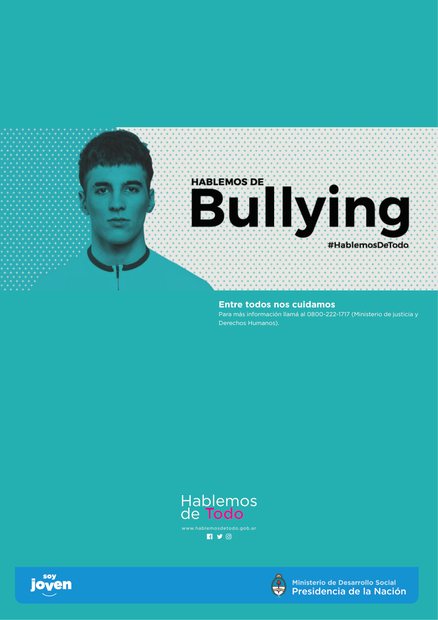 HABLEMOS DE
Bullying
#HablemosDeTodo
Entre todos nos cuidamos
Para más información llamá al 0800-222-1717 (Ministerio de justicia y
Derechos Humanos).
Hablemos
de Todo
www.hablemosdetodo.gob.ar
soy
joven
Ministerio de Desarrollo Social
Presidencia de la Nación